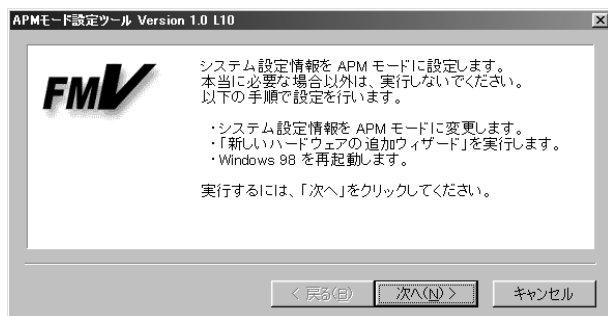 APMモード設定ツール Version 1.0 L10
FMV
システム設定情報を APM モードに設定します。
本当に必要な場合以外は、実行しないでください。
以下の手順で設定を行います。
・システム設定情報を APM モードに変更します。
・「新しいハードウェアの追加ウィザード」を実行します。
・Windows 98 を再起動します。
実行するには、「次へ」をクリックしてください。
< 戻る(B)
次へ(N) >
キャンセル